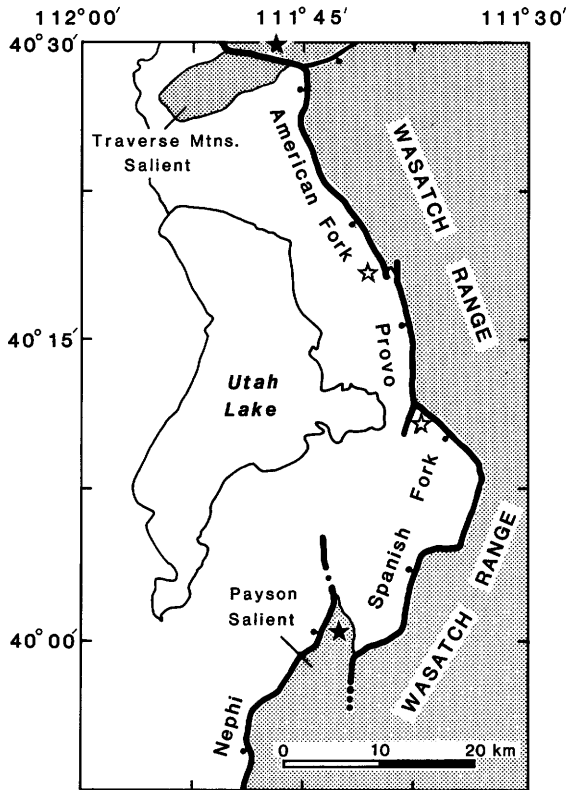 112°00′
111°45′
111°30′
40°30′
Traverse Mtns.
Salient
American Fork
WASATCH RANGE
40°15′
Provo
Utah
Lake
Spanish Fork
Payson
Salient
40°00′
WASATCH RANGE
Nephi
0 10 20 km